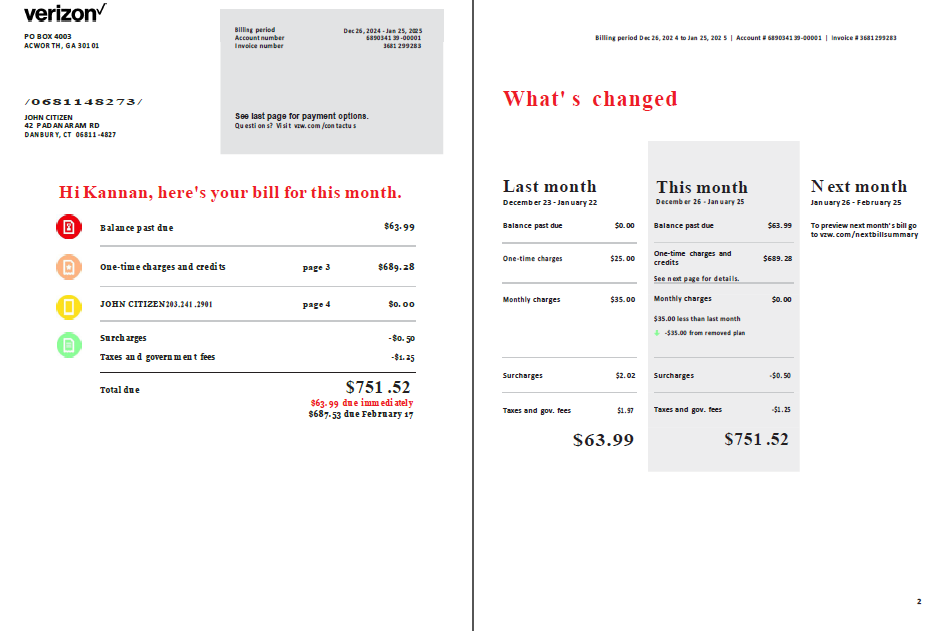 verizon
PO BOX 4003
ACWORTH, GA 30101
Billing period Dec 26, 2024 - Jan 25, 2025
Account number 689034139-00001
Invoice number 3681299283
/0681148273/
JOHN CITIZEN
42 PADANARAM RD
DANBURY, CT 06811-4827
See last page for payment options.
Questions? Visit vzw.com/contactus
Hi Kannan, here's your bill for this month.
Balance past due $63.99
One-time charges and credits page 3 $689.28
JOHN CITIZEN203.241.2901 page 4 $0.00
Surcharges -$0.50
Taxes and government fees -$1.25
Total due $751.52
$63.99 due immediately
$687.53 due February 17
Billing period Dec 26, 2024 to Jan 25, 2025 | Account # 689034139-00001 | Invoice # 3681299283
What's changed
Last month
December 23 - January 22
Balance past due $0.00
One-time charges $25.00
Monthly charges $35.00
Surcharges $2.02
Taxes and gov. fees $1.97
$63.99
This month
December 26 - January 25
Balance past due $63.99
One-time charges and
credits $689.28
See next page for details.
Monthly charges $0.00
$35.00 less than last month
-$35.00 from removed plan
Surcharges -$0.50
Taxes and gov. fees -$1.25
$751.52
Next month
January 26 - February 25
To preview next month's bill go
to vzw.com/nextbillsummary
2